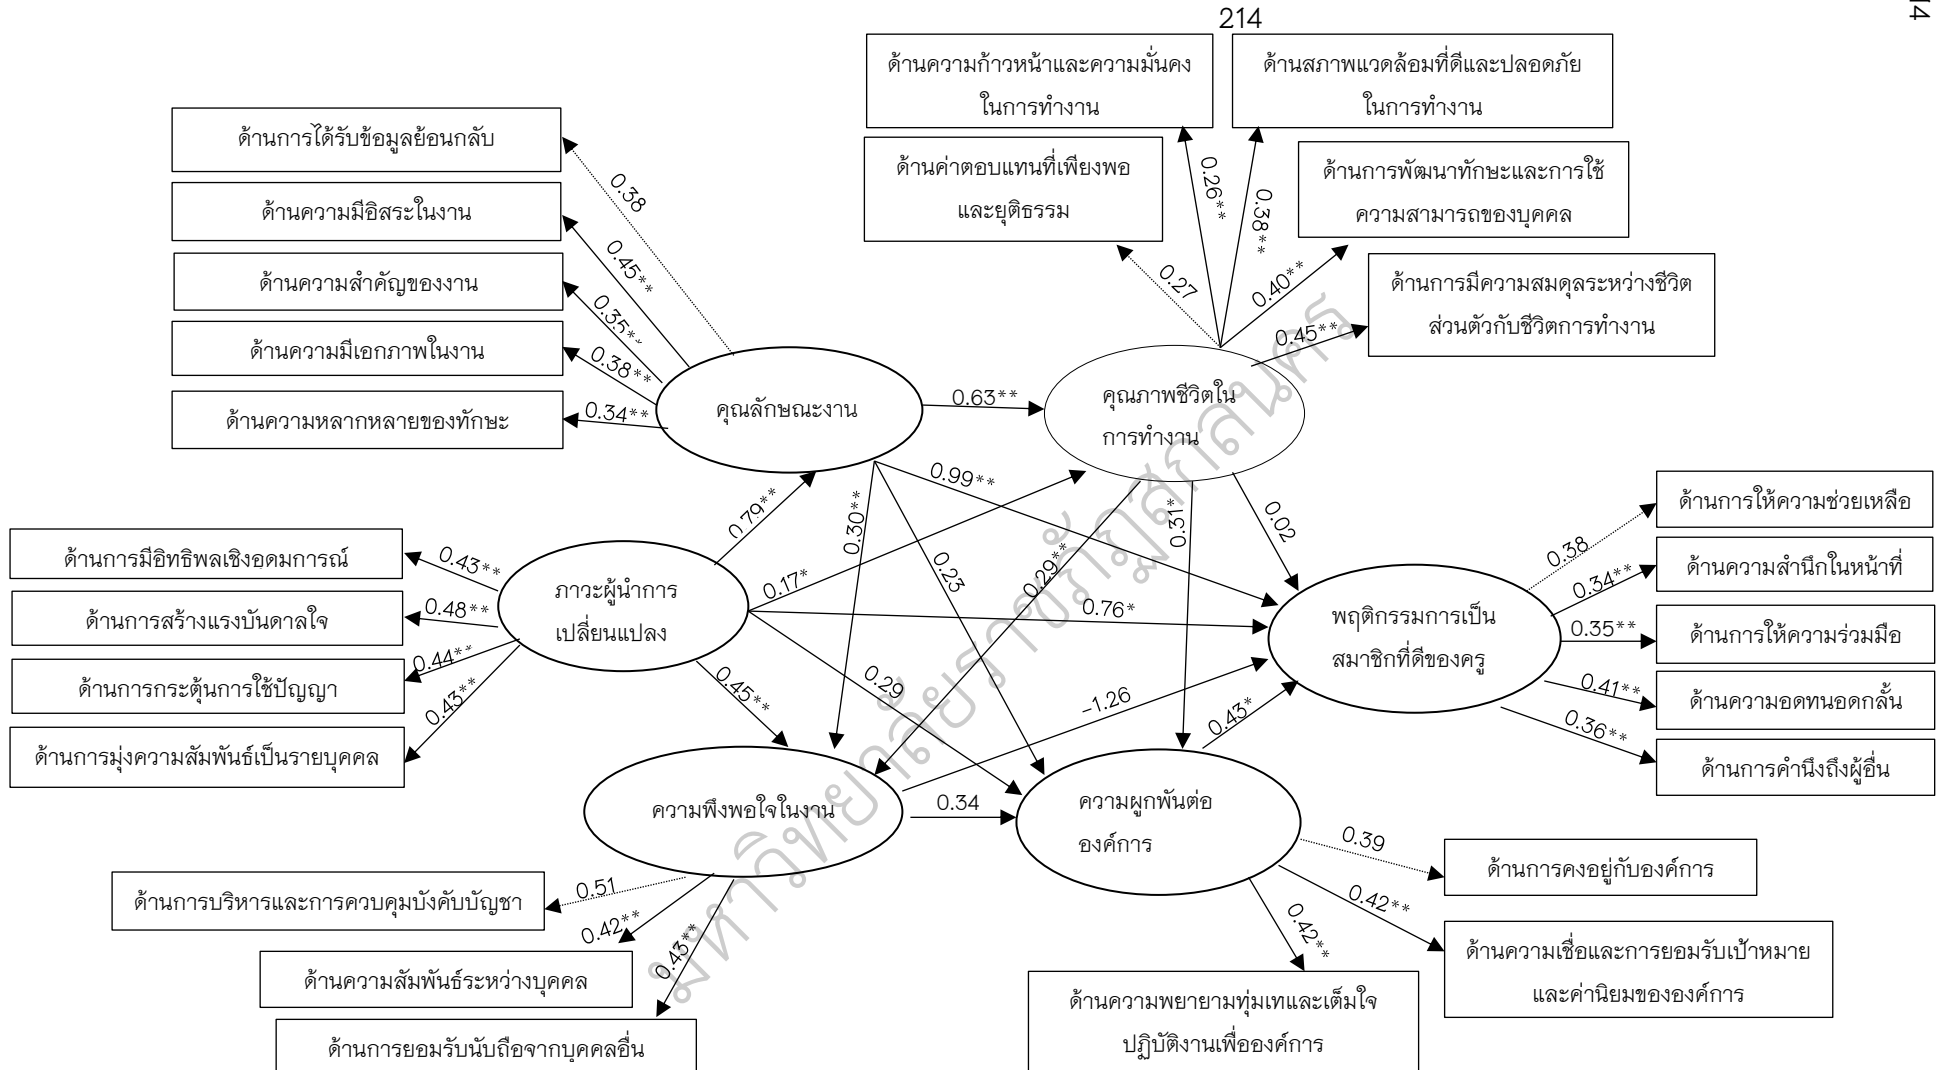 214
ด้านความก้าวหน้าและความมั่นคง
ในการทำงาน
ด้านสภาพแวดล้อมที่ดีและปลอดภัย
ในการทำงาน
ด้านการได้รับข้อมูลย้อนกลับ
ด้านค่าตอบแทนที่เพียงพอ
และยุติธรรม
ด้านการพัฒนาทักษะและการใช้
ความสามารถของบุคคล
ด้านความมีอิสระในงาน
ด้านความสำคัญของงาน
ด้านการมีความสมดุลระหว่างชีวิต
ส่วนตัวกับชีวิตการทำงาน
ด้านความมีเอกภาพในงาน
ด้านความหลากหลายของทักษะ
0.38
0.45**
0.35**
0.38**
0.34**
0.27
0.26**
0.38**
0.40**
0.45**
คุณลักษณะงาน
0.63**
คุณภาพชีวิตใน
การทำงาน
0.79**
0.30**
0.99**
0.23
0.17*
0.29**
0.31*
0.02
ด้านการมีอิทธิพลเชิงอุดมการณ์
ด้านการสร้างแรงบันดาลใจ
ด้านการกระตุ้นการใช้ปัญญา
ด้านการมุ่งความสัมพันธ์เป็นรายบุคคล
0.43**
0.48**
0.44**
0.43**
ภาวะผู้นำการ
เปลี่ยนแปลง
0.76*
0.45**
0.29
-1.26
0.43*
พฤติกรรมการเป็น
สมาชิกที่ดีของครู
0.38
0.34**
0.35**
0.41**
0.36**
ด้านการให้ความช่วยเหลือ
ด้านความสำนึกในหน้าที่
ด้านการให้ความร่วมมือ
ด้านความอดทนอดกลั้น
ด้านการคำนึงถึงผู้อื่น
ความพึงพอใจในงาน
0.34
ความผูกพันต่อ
องค์การ
0.51
0.42**
0.43**
ด้านการบริหารและการควบคุมบังคับบัญชา
ด้านความสัมพันธ์ระหว่างบุคคล
ด้านการยอมรับนับถือจากบุคคลอื่น
0.39
0.42**
0.42**
ด้านการคงอยู่กับองค์การ
ด้านความเชื่อและการยอมรับเป้าหมาย
และค่านิยมขององค์การ
ด้านความพยายามทุ่มเทและเต็มใจ
ปฏิบัติงานเพื่อองค์การ
มหาวิทยาลัยราชภัฏสกลนคร